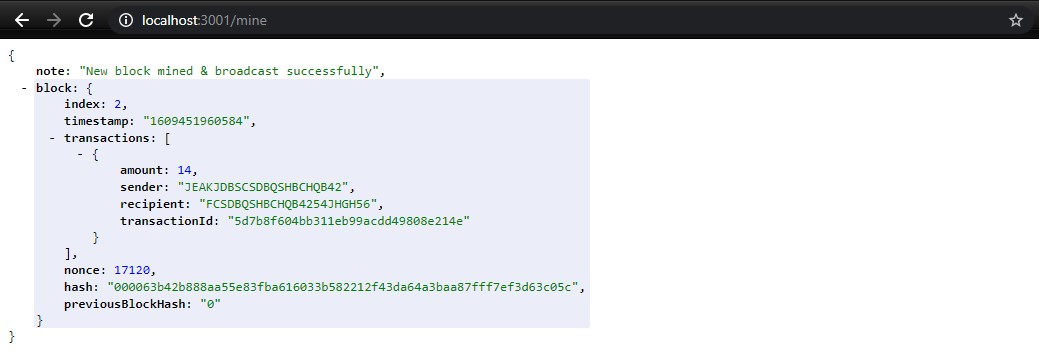 localhost:3001/mine
{
note: "New block mined & broadcast successfully",
- block: {
index: 2,
timestamp: "1609451960584",
- transactions: [
- {
amount: 14,
sender: "JEAKJDBSCSDBQSHBCHQB42",
recipient: "FCSDBQSHBCHQB4254JHGH56",
transactionId: "5d7b8f604bb311eb99acdd49808e214e"
}
],
nonce: 17120,
hash: "000063b42b888aa55e83fba616033b582212f43da64a3baa87fff7ef3d63c05c",
previousBlockHash: "0"
}
}